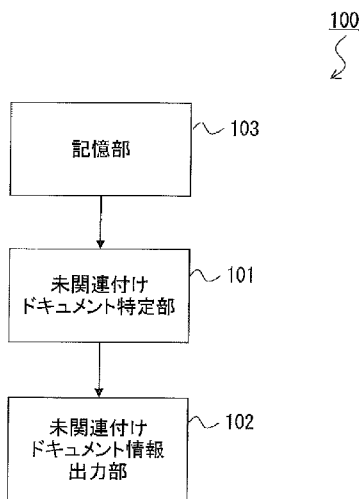 100
記憶部
103
未関連付け
ドキュメント特定部
101
未関連付け
ドキュメント情報
出力部
102